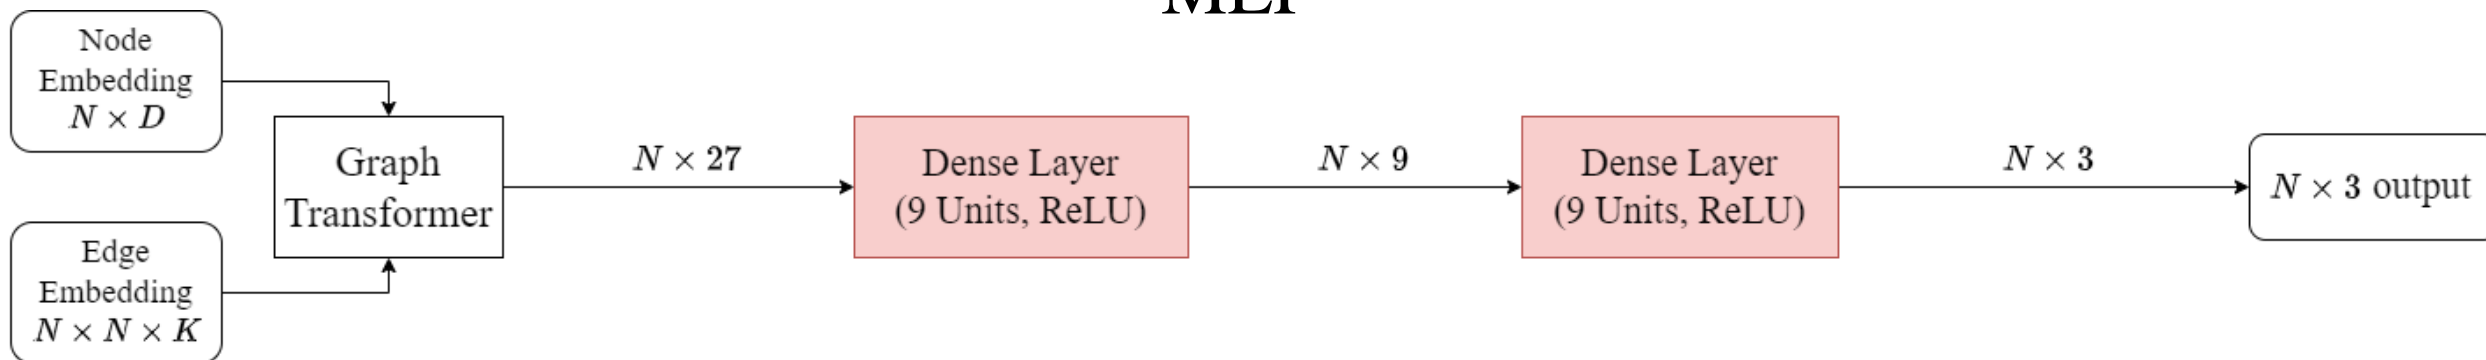 MLP
Node
Embedding
N × D
Graph
Transformer
Edge
Embedding
N × N × K
N × 27
Dense Layer
(9 Units, ReLU)
N × 9
Dense Layer
(9 Units, ReLU)
N × 3
N × 3 output